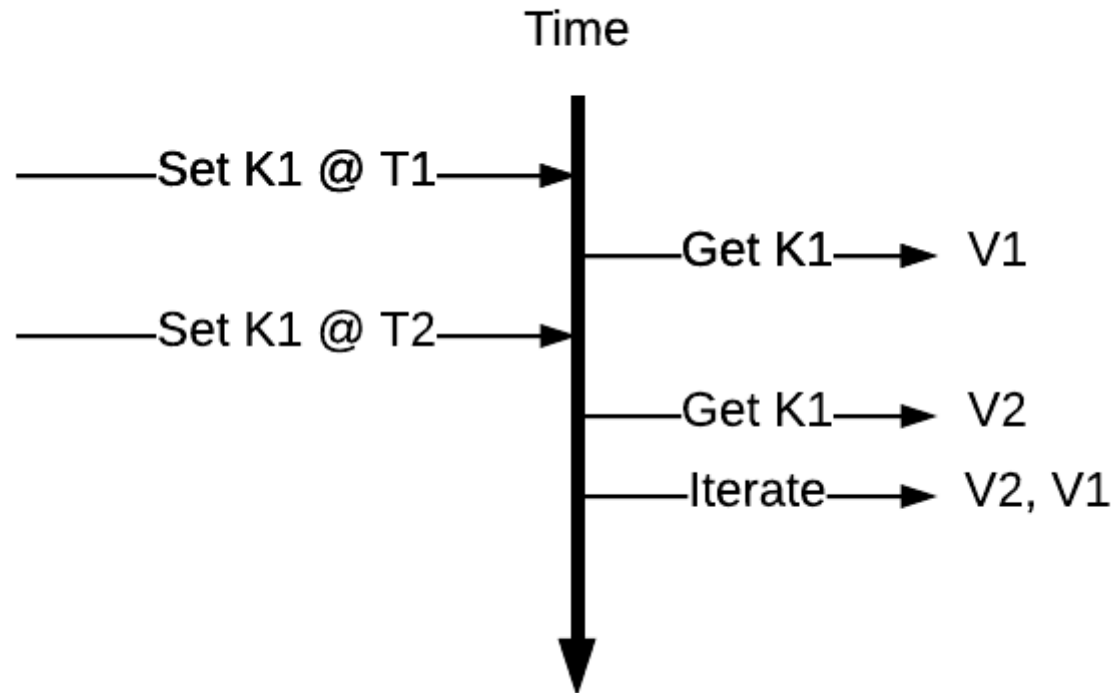 Time
Set K1 @ T1
Get K1 V1
Set K1 @ T2
Get K1 V2
Iterate V2, V1